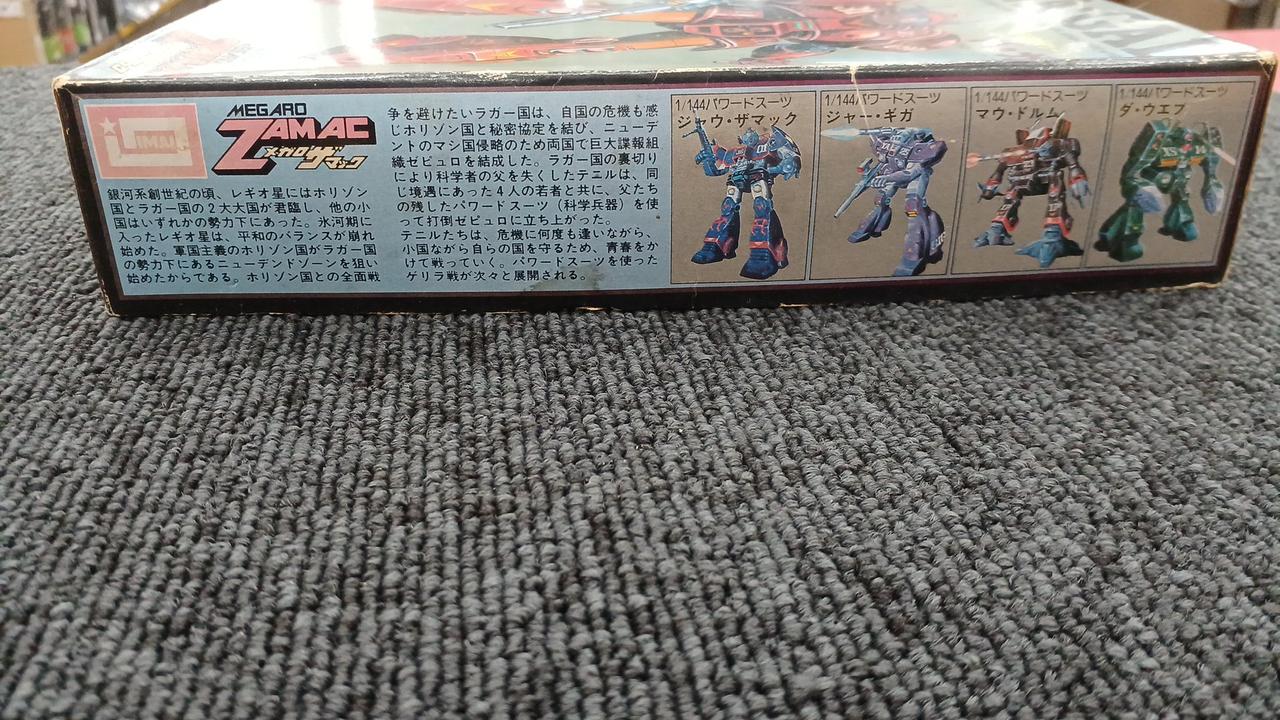 IMAI
MEGARO
ZAMAC
メガロザマック
銀河系創世紀の頃、レギオ星にはホリゾン
国とラガー国の2大大国が君臨し、他の小
国はいずれかの勢力下にあった。氷河期に
入ったレギオ星は、平和のバランスが崩れ
始めた。軍国主義のホリゾン国がラガー国
の勢力下にあるニューデントゾーンを狙い
始めたからである。ホリゾン国との全面戦
争を避けたいラガー国は、自国の危機も感
じホリゾン国と秘密協定を結び、ニューデ
ントのマシ国侵略のため両国で巨大諜報組
織ゼピュロを結成した。ラガー国の裏切り
により科学者の父を失くしたテニルは、同
じ境遇にあった4人の若者と共に、父たち
の残したパワードスーツ（科学兵器）を使
って打倒ゼピュロに立ち上がった。
テニルたちは、危機に何度も逢いながら、
小国ながら自らの国を守るため、青春をか
けて戦っていく。パワードスーツを使った
ゲリラ戦が次々と展開される。
1/144パワードスーツ
ジャウ・ザマック
1/144パワードスーツ
ジャー・ギガ
1/144パワードスーツ
マウ・ドルム
1/144パワードスーツ
ダ・ウエブ